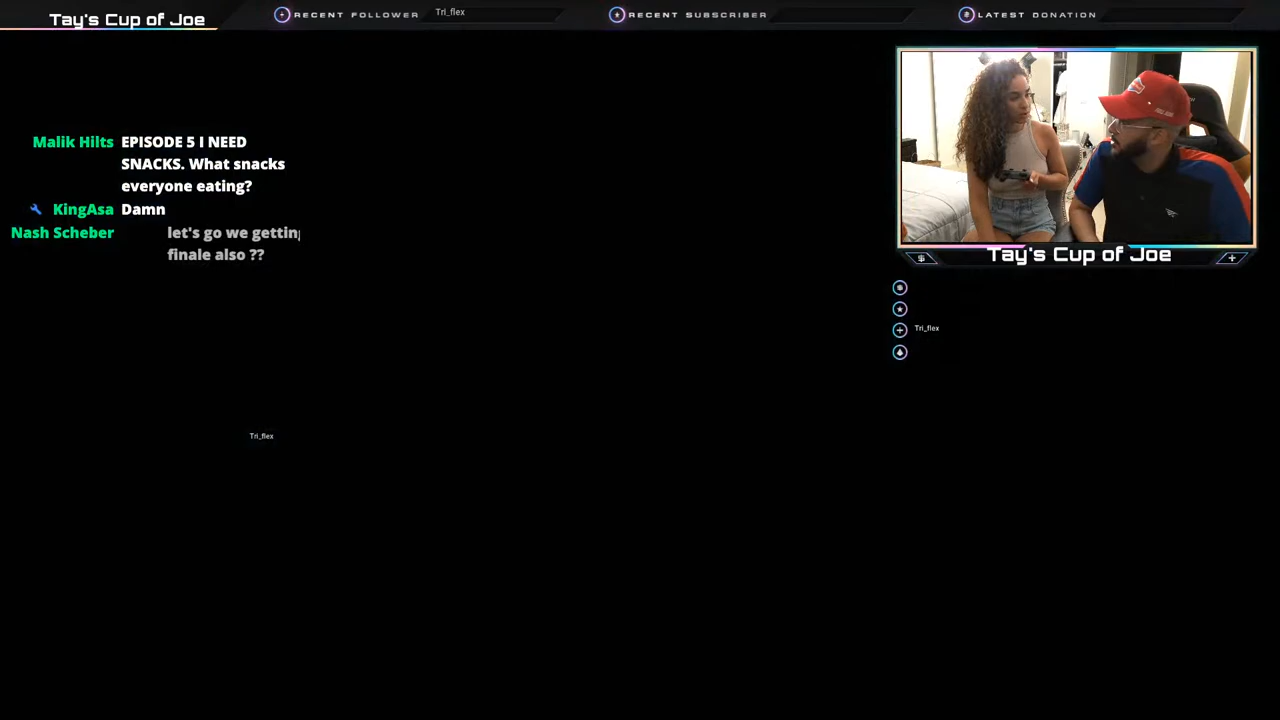 Tay's Cup of Joe
RECENT FOLLOWER Tri_flex
RECENT SUBSCRIBER
LATEST DONATION
Malik Hilts EPISODE 5 I NEED
SNACKS. What snacks
everyone eating?
KingAsa Damn
Nash Scheber let's go we getting
finale also ??
Tay's Cup of Joe
Tri_flex
Tri_flex